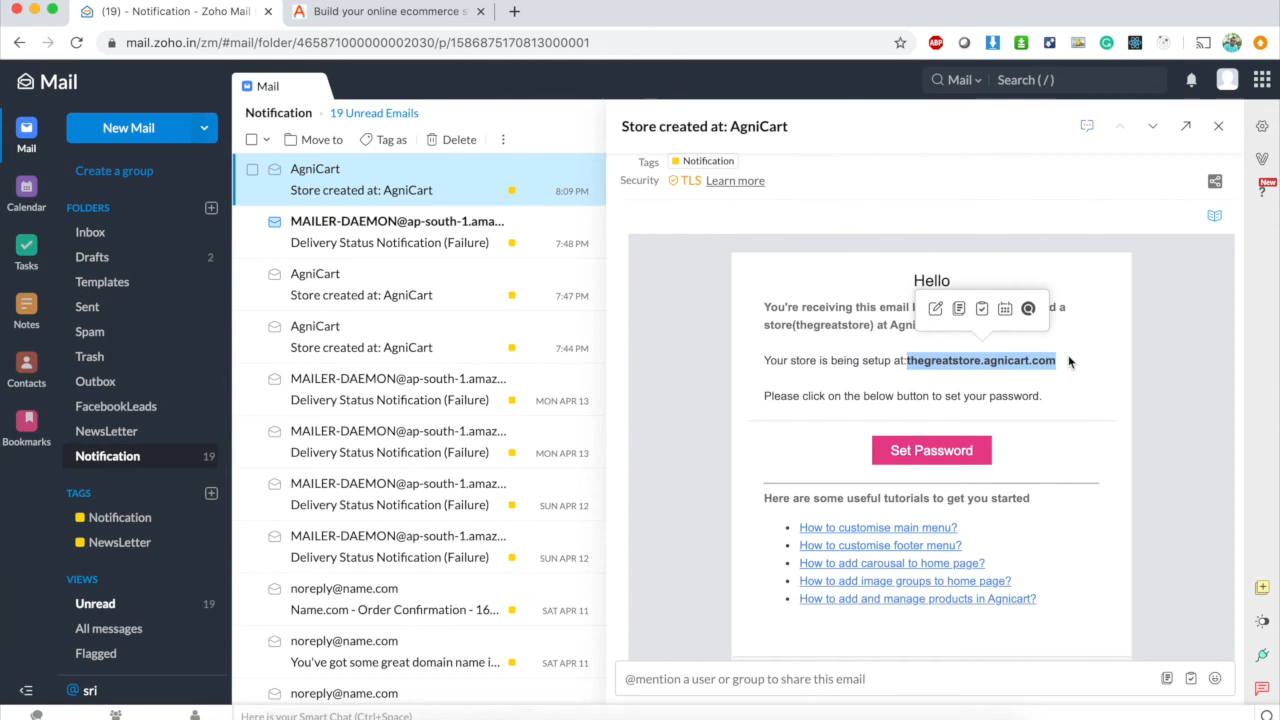 (19) - Notification - Zoho Mail
Build your online ecommerce s
mail.zoho.in/zm/#mail/folder/465871000000002030/p/1586875170813000001
ABP
Mail
Mail
Mail
Search ( / )
New Mail
Create a group
FOLDERS
Inbox
Drafts 2
Templates
Sent
Spam
Trash
Outbox
FacebookLeads
NewsLetter
Notification 19
TAGS
Notification
NewsLetter
VIEWS
Unread 19
All messages
Flagged
@ sri
Mail
Calendar
Tasks
Notes
Contacts
Bookmarks
Notification 19 Unread Emails
Move to Tag as Delete
AgniCart
Store created at: AgniCart 8:09 PM
MAILER-DAEMON@ap-south-1.amaz...
Delivery Status Notification (Failure) 7:48 PM
AgniCart
Store created at: AgniCart 7:47 PM
AgniCart
Store created at: AgniCart 7:44 PM
MAILER-DAEMON@ap-south-1.amaz...
Delivery Status Notification (Failure) MON APR 13
MAILER-DAEMON@ap-south-1.amaz...
Delivery Status Notification (Failure) MON APR 13
MAILER-DAEMON@ap-south-1.amaz...
Delivery Status Notification (Failure) SUN APR 12
MAILER-DAEMON@ap-south-1.amaz...
Delivery Status Notification (Failure) SUN APR 12
noreply@name.com
Name.com - Order Confirmation - 16... SAT APR 11
noreply@name.com
You've got some great domain name i... SAT APR 11
noreply@name.com
Here is your Smart Chat (Ctrl+Space)
Store created at: AgniCart
Tags Notification
Security TLS Learn more
New
Hello
You're receiving this email d a
store(thegreatstore) at Agni
Your store is being setup at:thegreatstore.agnicart.com
Please click on the below button to set your password.
Set Password
Here are some useful tutorials to get you started
• How to customise main menu?
• How to customise footer menu?
• How to add carousal to home page?
• How to add image groups to home page?
• How to add and manage products in Agnicart?
@mention a user or group to share this email